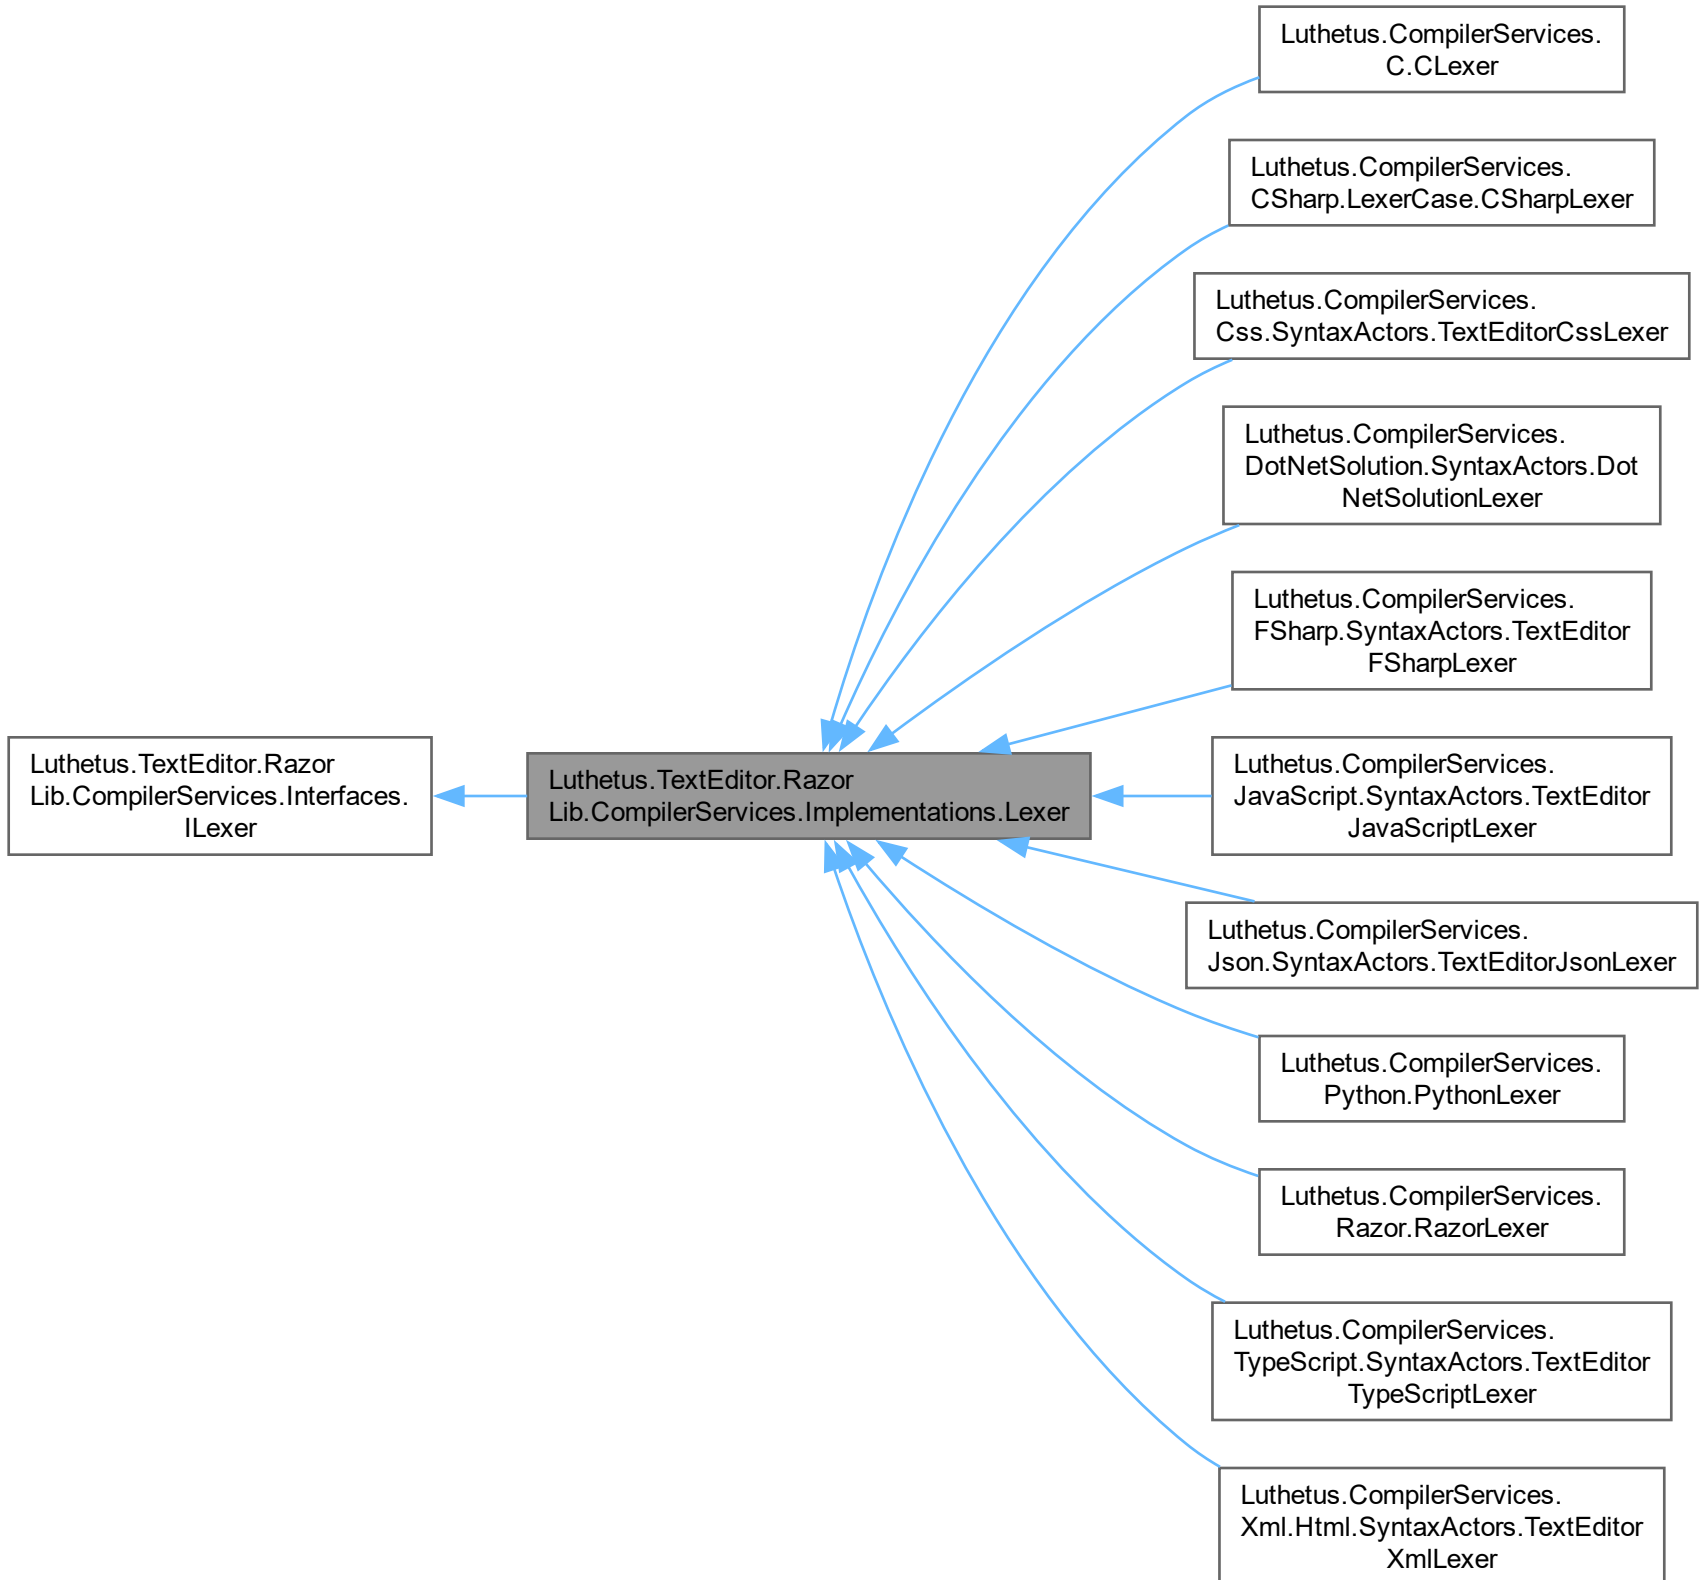 Luthetus.TextEditor.Razor
Lib.CompilerServices.Interfaces.
ILexer
Luthetus.TextEditor.Razor
Lib.CompilerServices.Implementations.Lexer
Luthetus.CompilerServices.
C.CLexer
Luthetus.CompilerServices.
CSharp.LexerCase.CSharpLexer
Luthetus.CompilerServices.
Css.SyntaxActors.TextEditorCssLexer
Luthetus.CompilerServices.
DotNetSolution.SyntaxActors.Dot
NetSolutionLexer
Luthetus.CompilerServices.
FSharp.SyntaxActors.TextEditor
FSharpLexer
Luthetus.CompilerServices.
JavaScript.SyntaxActors.TextEditor
JavaScriptLexer
Luthetus.CompilerServices.
Json.SyntaxActors.TextEditorJsonLexer
Luthetus.CompilerServices.
Python.PythonLexer
Luthetus.CompilerServices.
Razor.RazorLexer
Luthetus.CompilerServices.
TypeScript.SyntaxActors.TextEditor
TypeScriptLexer
Luthetus.CompilerServices.
Xml.Html.SyntaxActors.TextEditor
XmlLexer